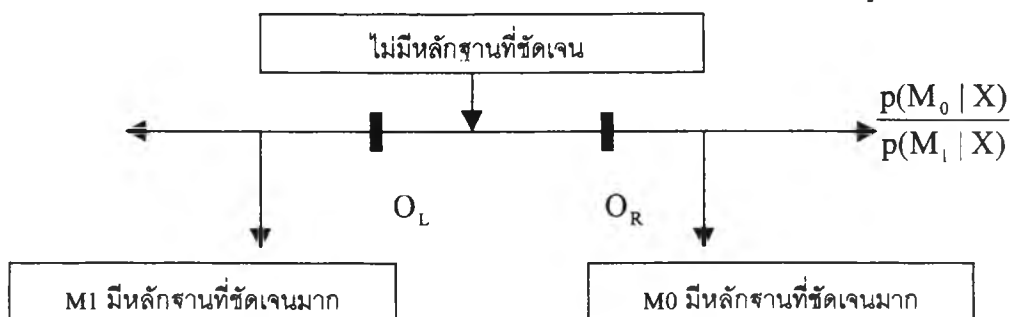 ไม่มีหลักฐานที่ชัดเจน
p(M₀ | X)
p(M₁ | X)
O_L O_R
M1 มีหลักฐานที่ชัดเจนมาก M0 มีหลักฐานที่ชัดเจนมาก